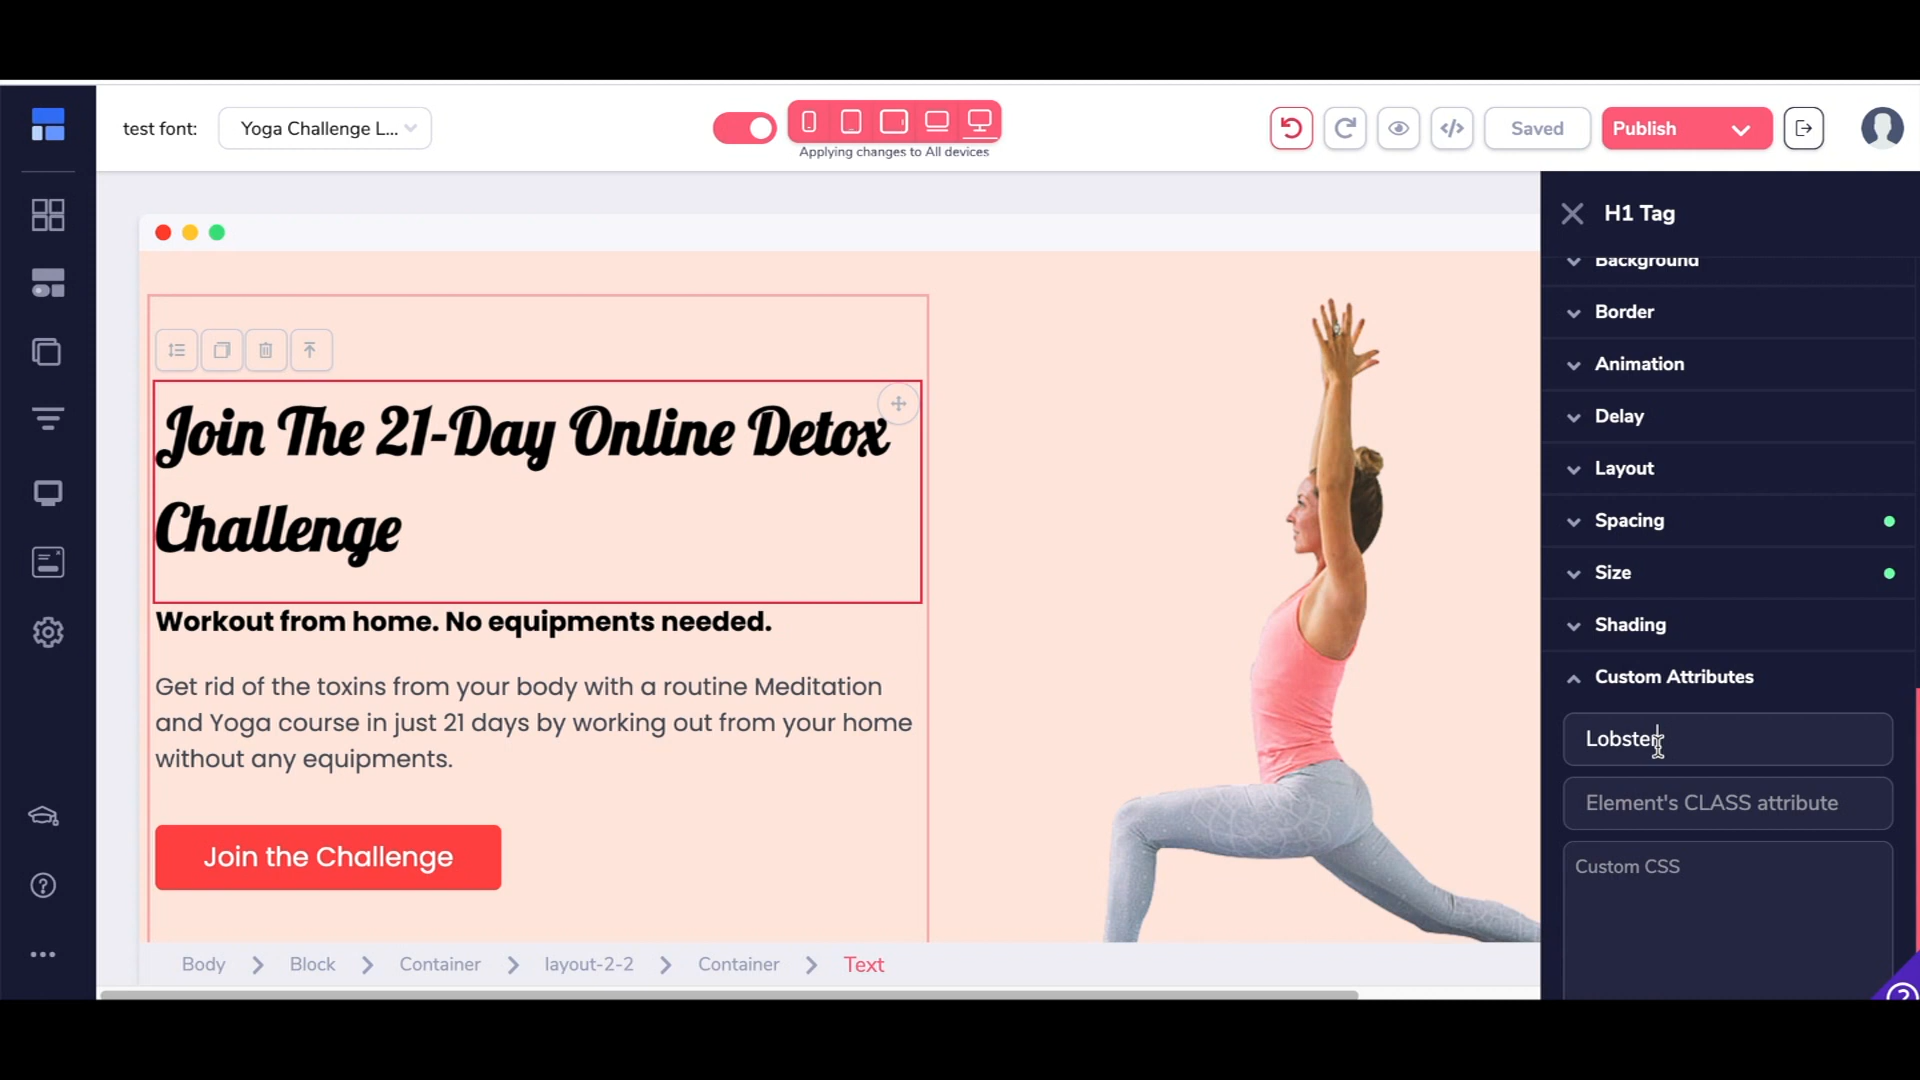 test font:
Yoga Challenge L...
Applying changes to All devices
</>
Saved
Publish
H1 Tag
Background
Border
Animation
Delay
Layout
Spacing
Size
Shading
Custom Attributes
Lobster
Element's CLASS attribute
Custom CSS
Join The 21-Day Online Detox
Challenge
Workout from home. No equipments needed.
Get rid of the toxins from your body with a routine Meditation
and Yoga course in just 21 days by working out from your home
without any equipments.
Join the Challenge
Body
Block
Container
layout-2-2
Container
Text